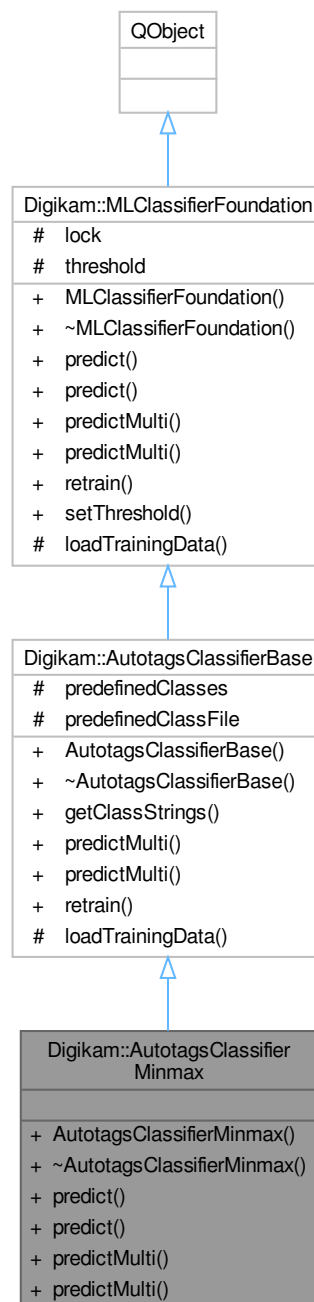 QObject
Digikam::MLClassifierFoundation
# lock
# threshold
+ MLClassifierFoundation()
+ ~MLClassifierFoundation()
+ predict()
+ predict()
+ predictMulti()
+ predictMulti()
+ retrain()
+ setThreshold()
# loadTrainingData()
Digikam::AutotagsClassifierBase
# predefinedClasses
# predefinedClassFile
+ AutotagsClassifierBase()
+ ~AutotagsClassifierBase()
+ getClassStrings()
+ predictMulti()
+ predictMulti()
+ retrain()
# loadTrainingData()
Digikam::AutotagsClassifier
Minmax
+ AutotagsClassifierMinmax()
+ ~AutotagsClassifierMinmax()
+ predict()
+ predict()
+ predictMulti()
+ predictMulti()